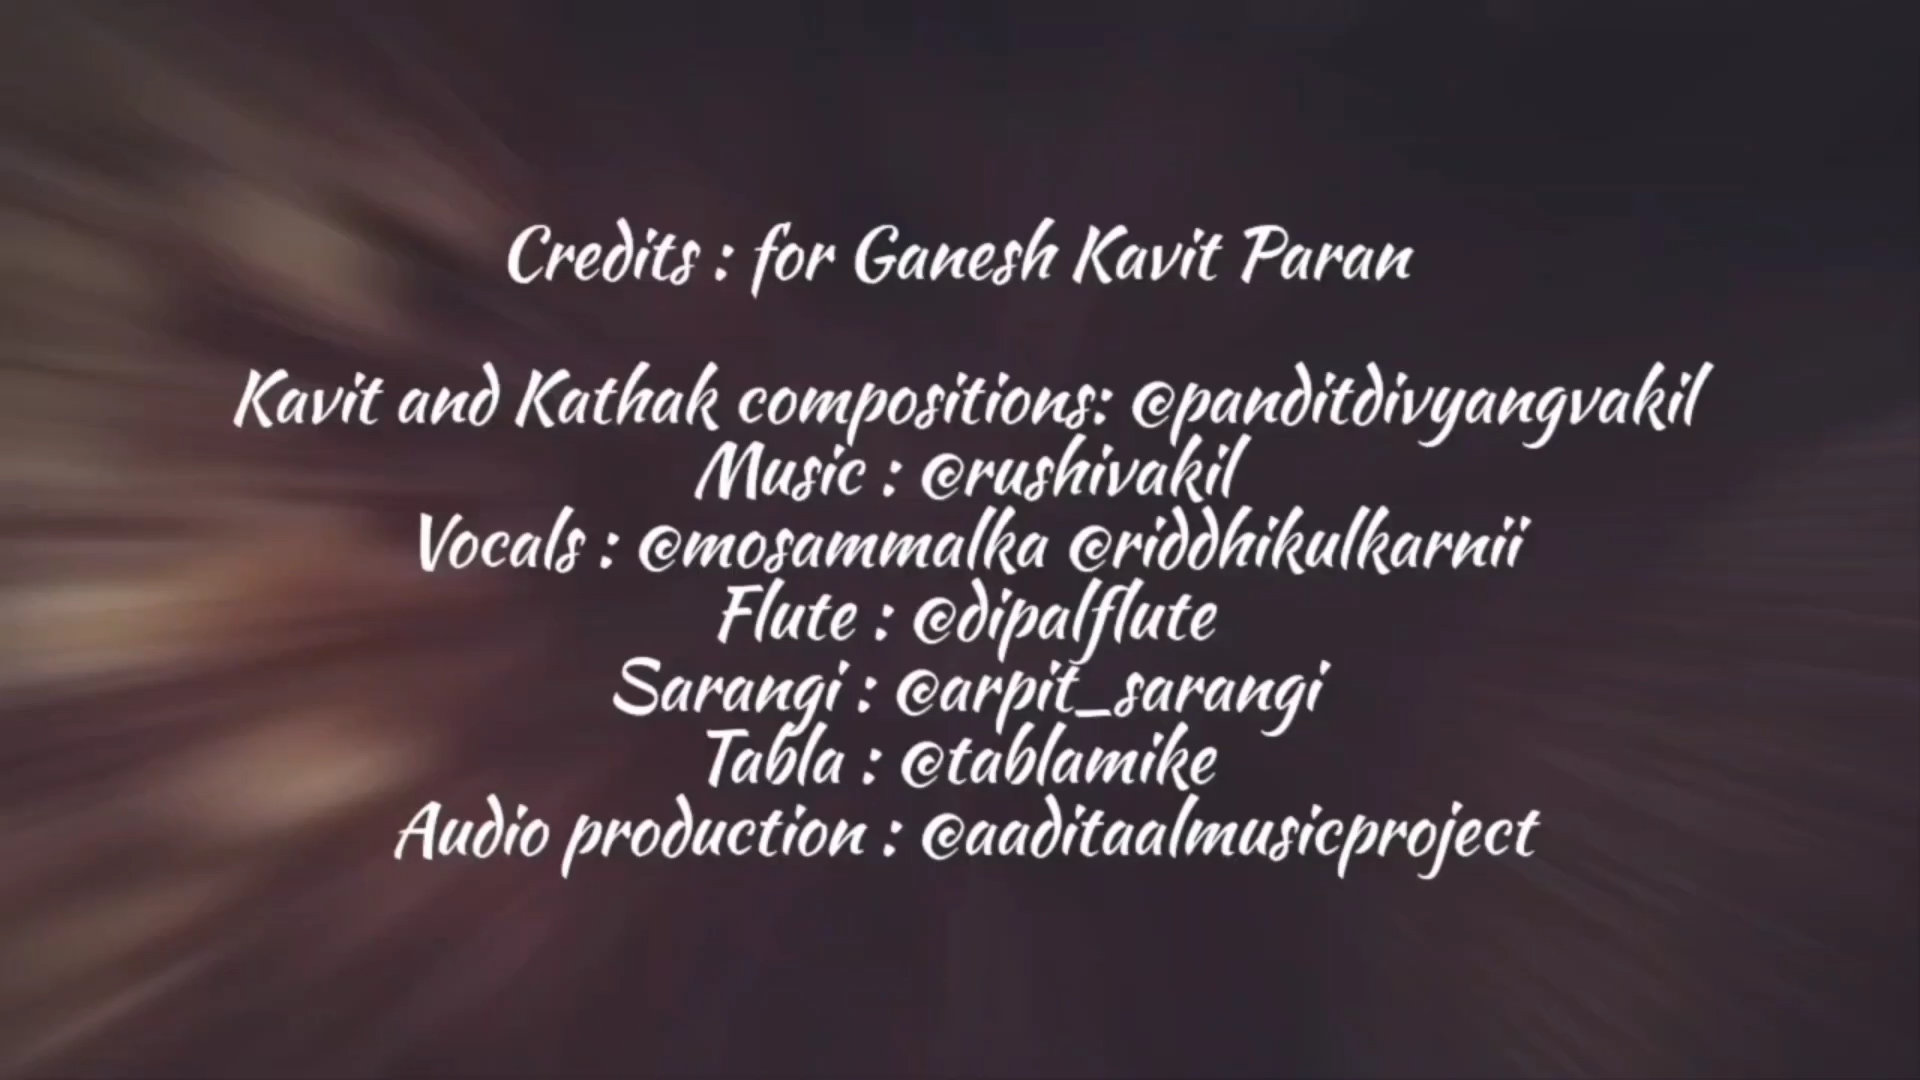 Credits : for Ganesh Kavit Paran
Kavit and Kathak compositions: @panditdivyangvakil
Music : @rushivakil
Vocals : @mosammalka @riddhikulkarnii
Flute : @dipalflute
Sarangi : @arpit_sarangi
Tabla : @tablamike
Audio production : @aaditaalmusicproject